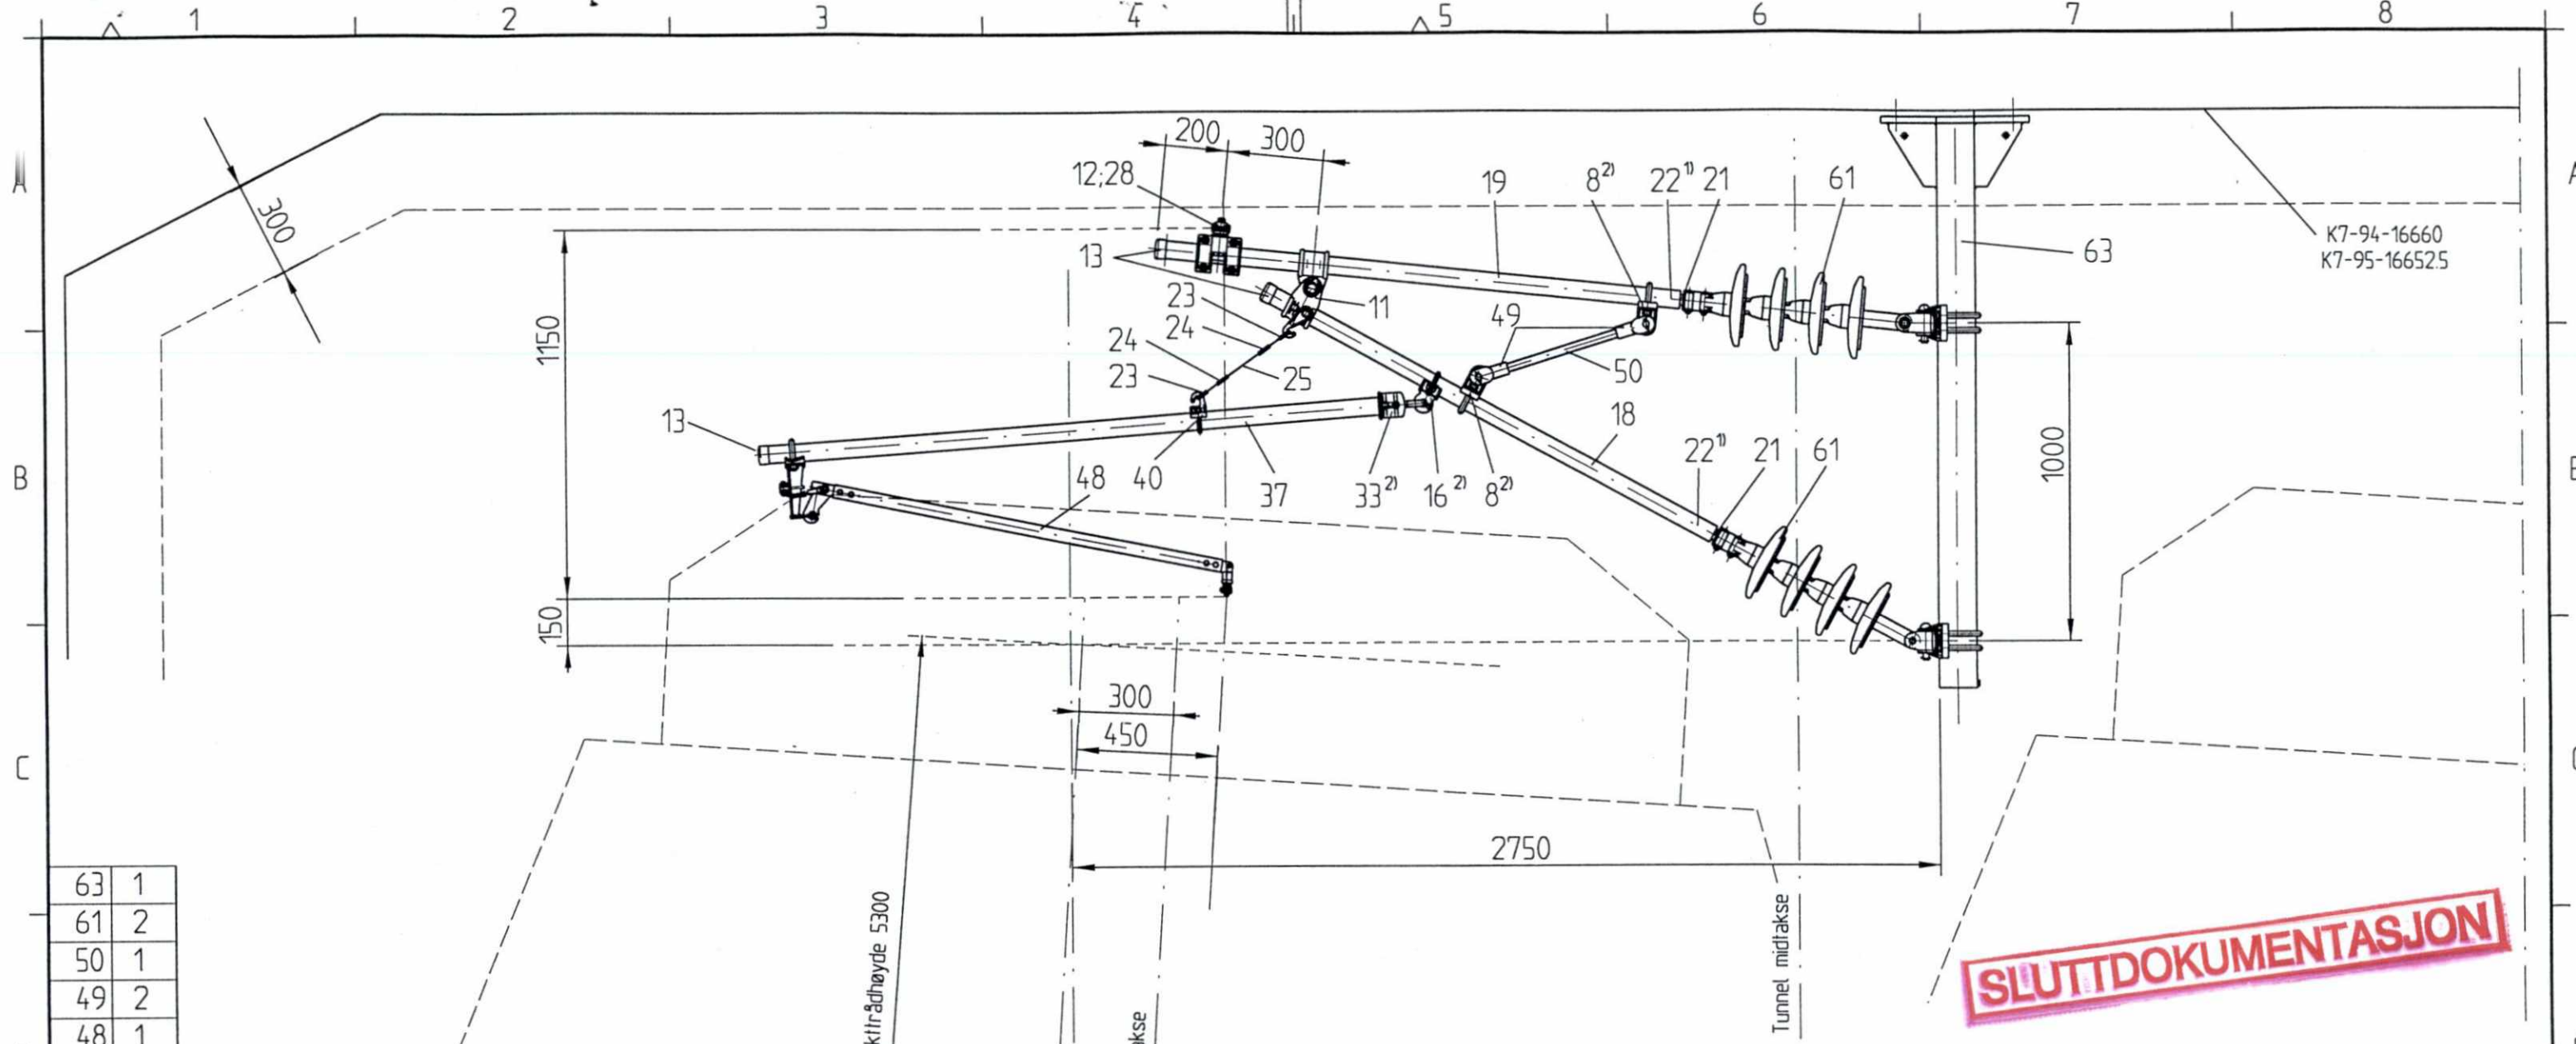 1 2 3 4 5 6 7 8
A
200 300
12;28
19 8²⁾ 22¹⁾ 21 61
300
K7-94-16660
K7-95-16652.5
63
13
23
11
49
24
1150
24
23
25
50
13
18
1000
22¹⁾ 21 61
B
48 40 37 33²⁾ 16²⁾ 8²⁾
150
300
450
C
2750
63 1
61 2
50 1
49 2
48 1
5300
Tunnel midtakse
SLUTTDOKUMENTASJON